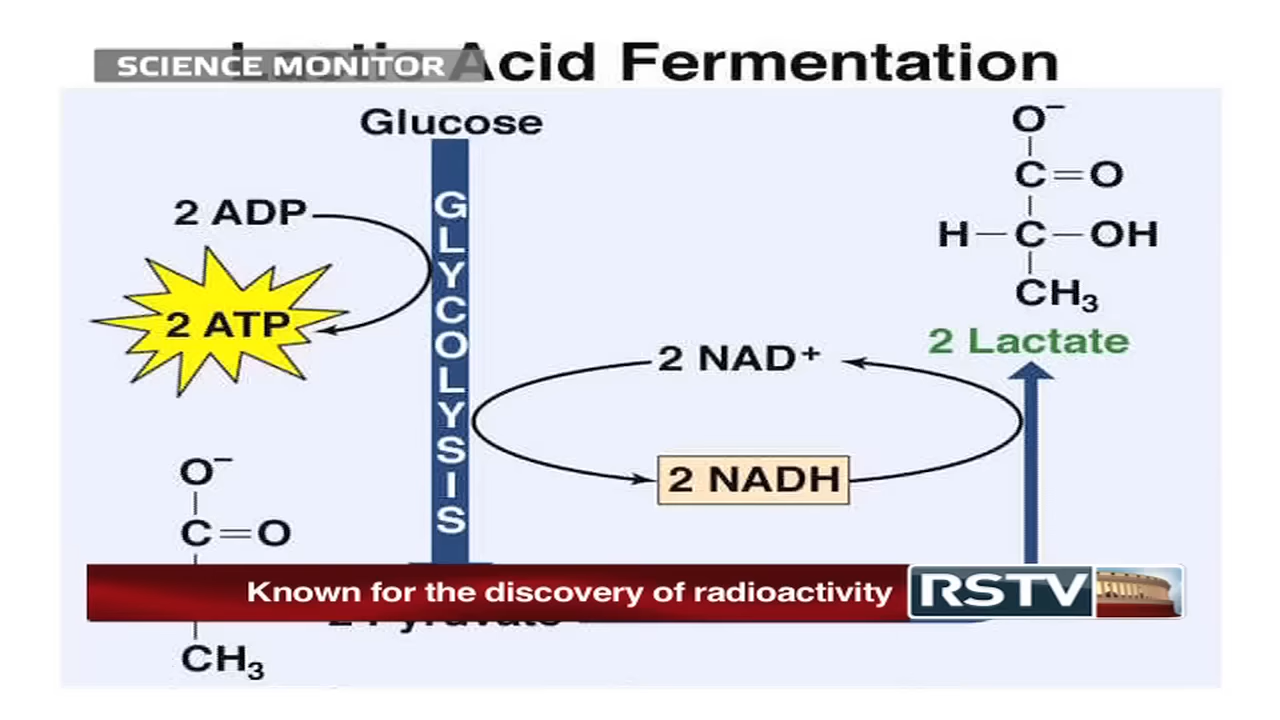 SCIENCE MONITOR
Acid Fermentation
Glucose
O⁻
C=O
H-C-OH
CH₃
2 Lactate
2 ADP
2 ATP
GLYCOLYSIS
2 NAD⁺
2 NADH
O⁻
C=O
CH₃
Known for the discovery of radioactivity
RSTV